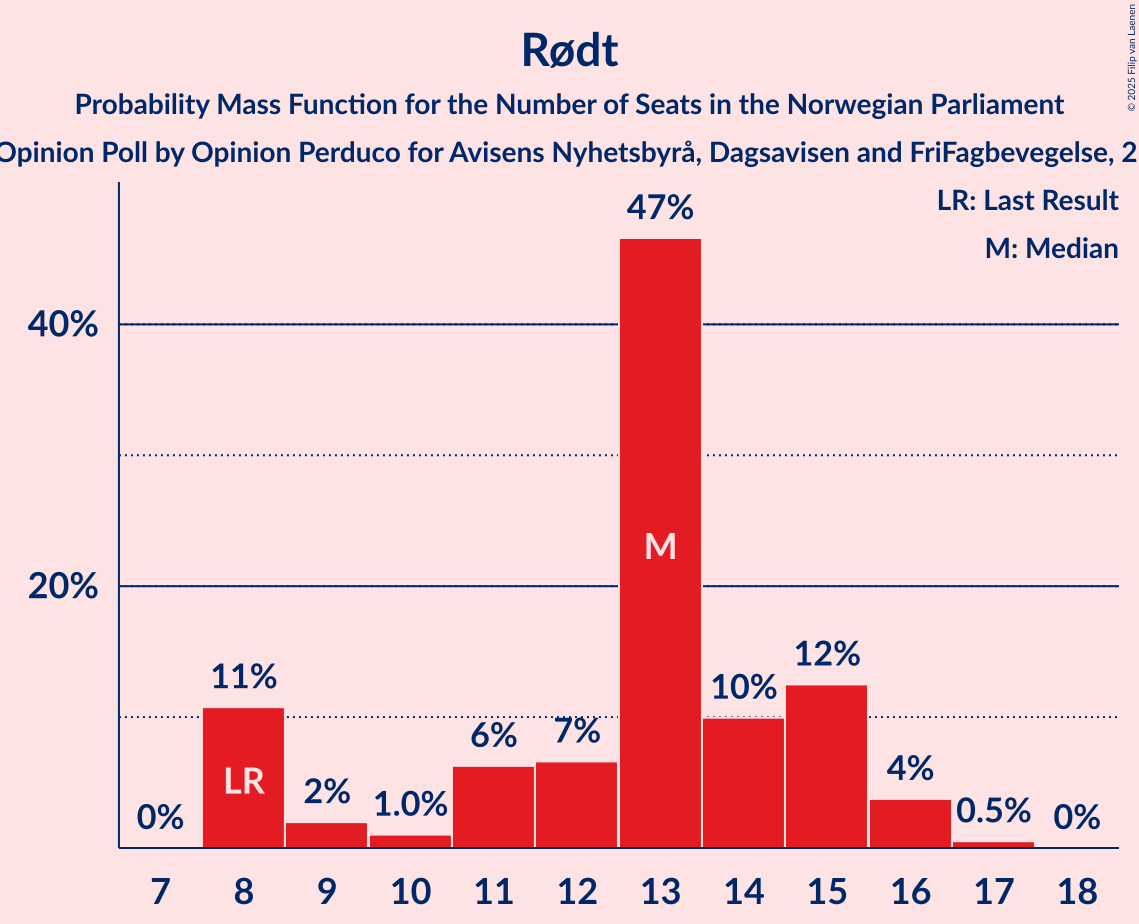 © 2025 Filip van Laenen
Rødt
Probability Mass Function for the Number of Seats in the Norwegian Parliament
Opinion Poll by Opinion Perduco for Avisens Nyhetsbyrå, Dagsavisen and FriFagbevegelse, 2
LR: Last Result
M: Median
40%
20%
0%
11%
2%
1.0%
6%
7%
47%
10%
12%
4%
0.5%
0%
LR
M
7 8 9 10 11 12 13 14 15 16 17 18